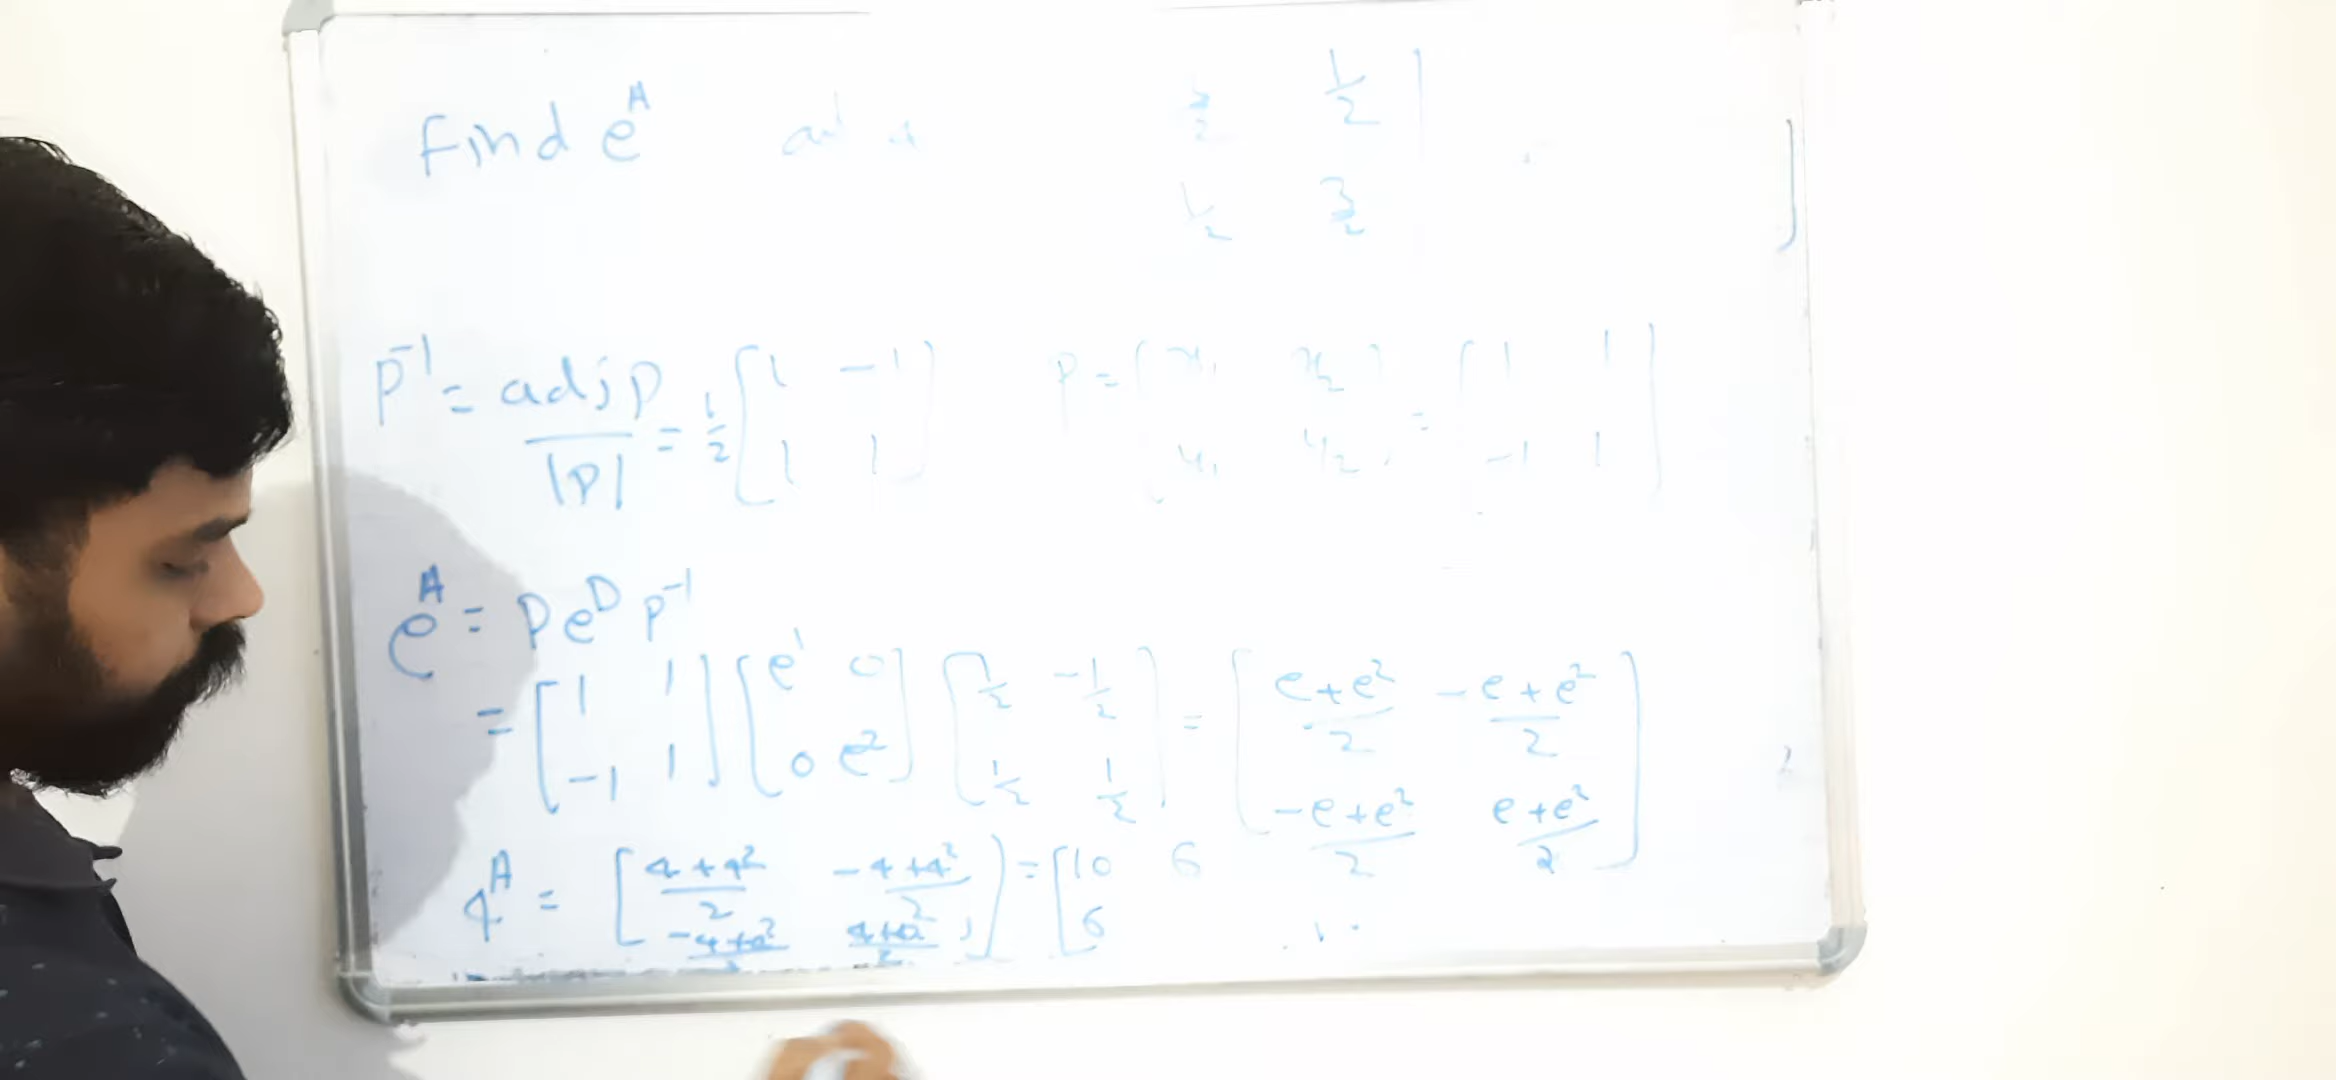 Find e^A and 4 3/2 1/2
1/2 3/2
P^-1 = adj P / |P| = 1/2 [ 1 -1 P = ( x1 x2 ) = [ 1 1
1 1 ] y1 y2 -1 1 ]
e^A = P e^D P^-1
= [ 1 1 ] [ e^1 0 ] [ 1/2 -1/2 ] = [ e+e^2/2 -e+e^2/2 ]
-1 1 0 e^2 1/2 1/2 -e+e^2/2 e+e^2/2
4^A = [ 4+4^2/2 -4+4^2/2 ] = [ 10 6
-4+4^2/2 4+4^2/2 6